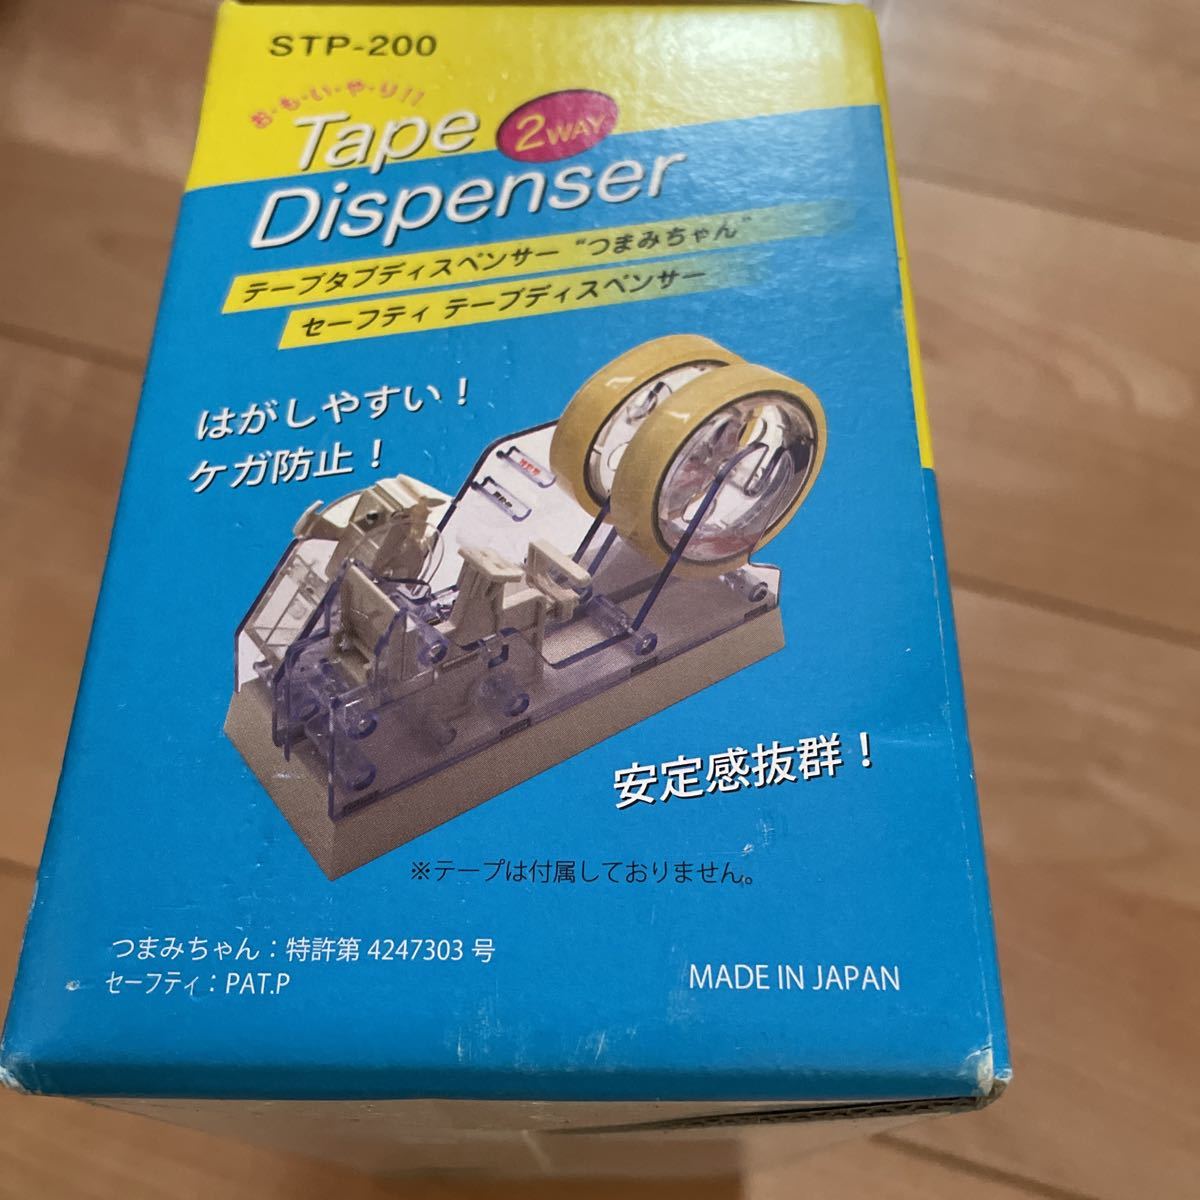 STP-200
お・も・い・や・り!!
Tape 2WAY
Dispenser
テープタブディスペンサー “つまみちゃん”
セーフティ テープディスペンサー
はがしやすい！
ケガ防止！
安定感抜群！
※テープは付属しておりません。
つまみちゃん：特許第 4247303 号
セーフティ：PAT.P
MADE IN JAPAN